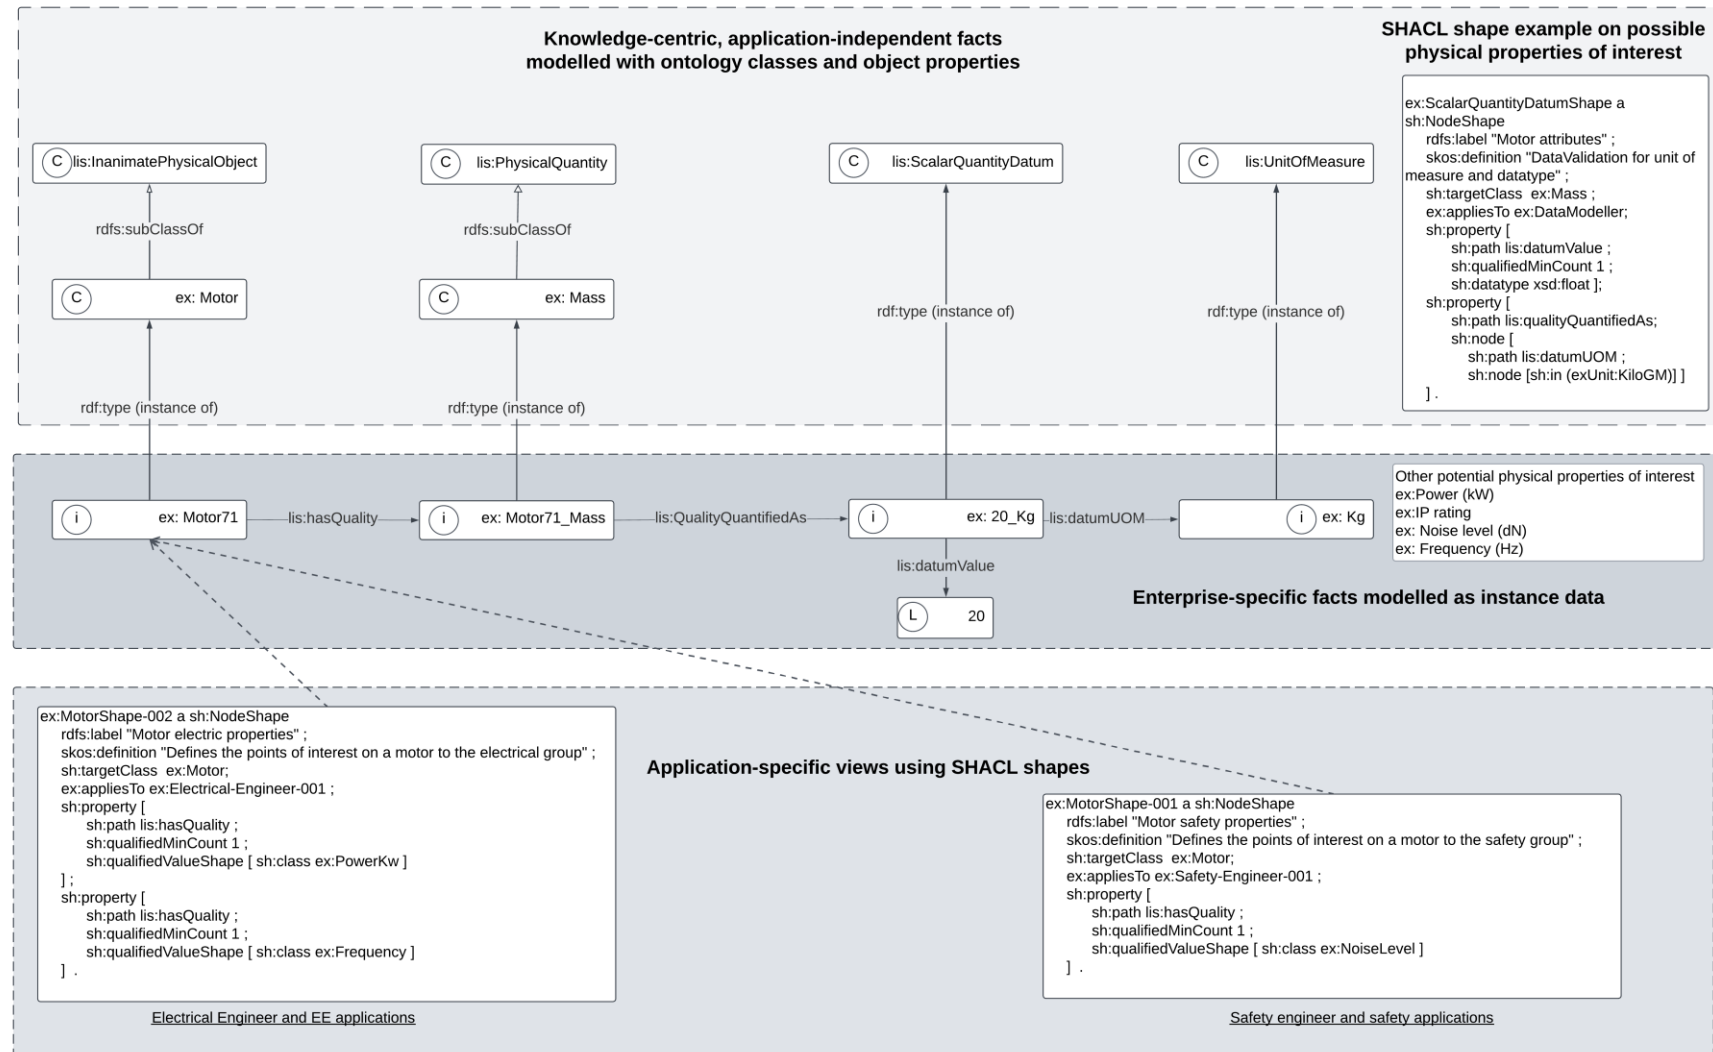 Knowledge-centric, application-independent facts
modelled with ontology classes and object properties
SHACL shape example on possible
physical properties of interest
ex:ScalarQuantityDatumShape a
sh:NodeShape
rdfs:label "Motor attributes" ;
skos:definition "DataValidation for unit of
measure and datatype" ;
sh:targetClass ex:Mass ;
ex:appliesTo ex:DataModeller;
sh:property [
sh:path lis:datumValue ;
sh:qualifiedMinCount 1 ;
sh:datatype xsd:float ];
sh:property [
sh:path lis:qualityQuantifiedAs;
sh:node [
sh:path lis:datumUOM ;
sh:node [sh:in (exUnit:KiloGM)] ]
] .
C lis:InanimatePhysicalObject
C lis:PhysicalQuantity
C lis:ScalarQuantityDatum
C lis:UnitOfMeasure
rdfs:subClassOf
rdfs:subClassOf
C ex: Motor
C ex: Mass
rdf:type (instance of)
rdf:type (instance of)
rdf:type (instance of)
rdf:type (instance of)
i ex: Motor71
lis:hasQuality
i ex: Motor71_Mass
lis:QualityQuantifiedAs
i ex: 20_Kg
lis:datumUOM
i ex: Kg
lis:datumValue
L 20
Other potential physical properties of interest
ex:Power (kW)
ex:IP rating
ex: Noise level (dN)
ex: Frequency (Hz)
Enterprise-specific facts modelled as instance data
ex:MotorShape-002 a sh:NodeShape
rdfs:label "Motor electric properties" ;
skos:definition "Defines the points of interest on a motor to the electrical group" ;
sh:targetClass ex:Motor;
ex:appliesTo ex:Electrical-Engineer-001 ;
sh:property [
sh:path lis:hasQuality ;
sh:qualifiedMinCount 1 ;
sh:qualifiedValueShape [ sh:class ex:PowerKw ]
] ;
sh:property [
sh:path lis:hasQuality ;
sh:qualifiedMinCount 1 ;
sh:qualifiedValueShape [ sh:class ex:Frequency ]
] .
Electrical Engineer and EE applications
Application-specific views using SHACL shapes
ex:MotorShape-001 a sh:NodeShape
rdfs:label "Motor safety properties" ;
skos:definition "Defines the points of interest on a motor to the safety group" ;
sh:targetClass ex:Motor;
ex:appliesTo ex:Safety-Engineer-001 ;
sh:property [
sh:path lis:hasQuality ;
sh:qualifiedMinCount 1 ;
sh:qualifiedValueShape [ sh:class ex:NoiseLevel ]
] .
Safety engineer and safety applications